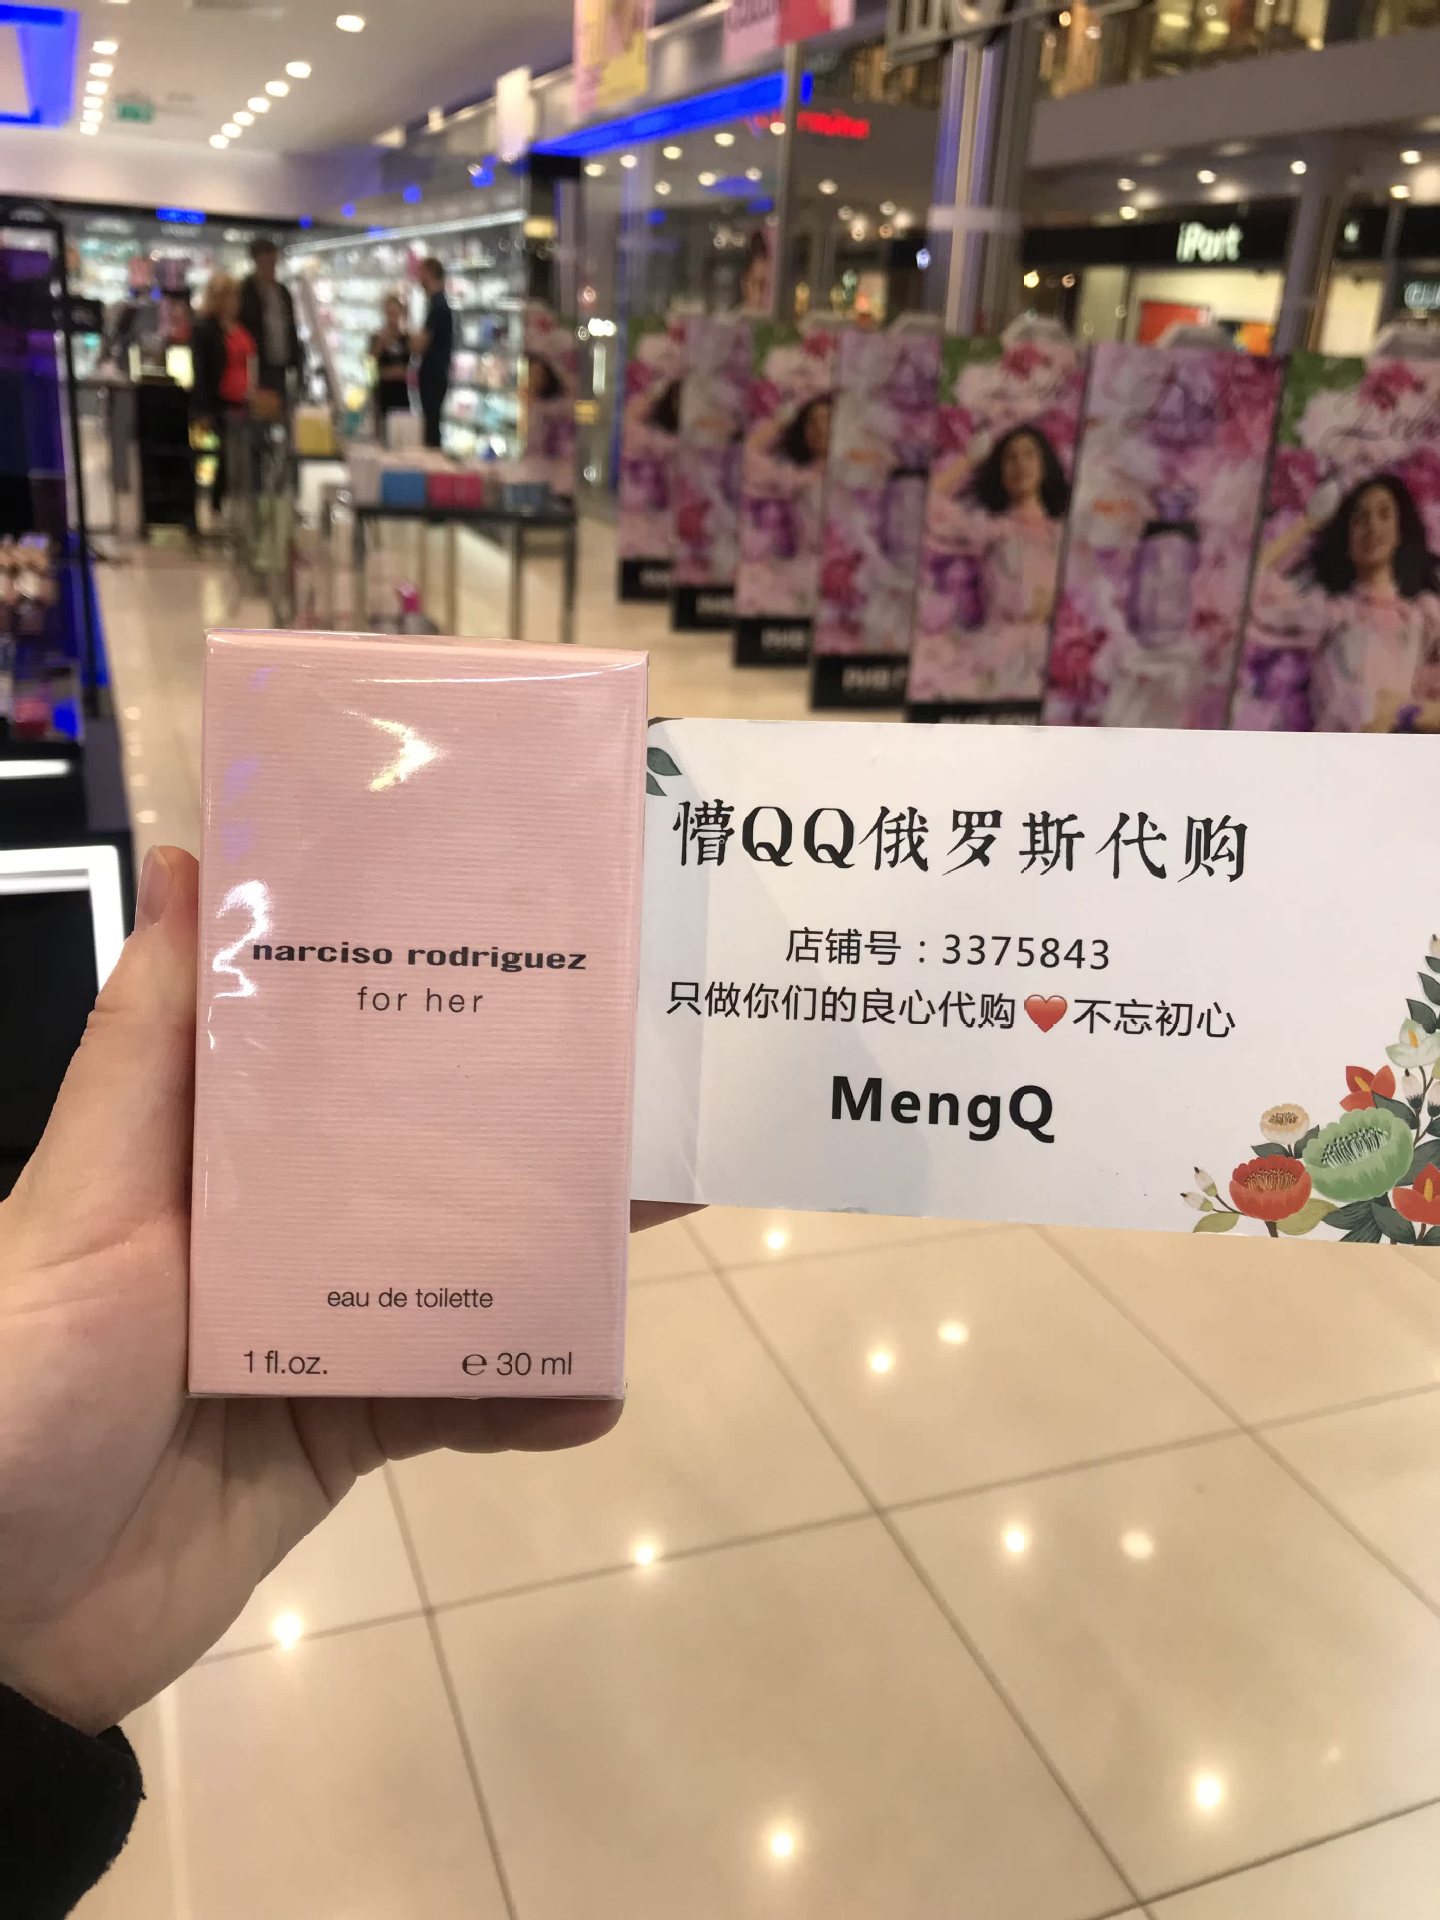 iPort
narciso rodriguez
for her
eau de toilette
1 fl.oz. ℮ 30 ml
懵QQ俄罗斯代购
店铺号：3375843
只做你们的良心代购❤️不忘初心
MengQ